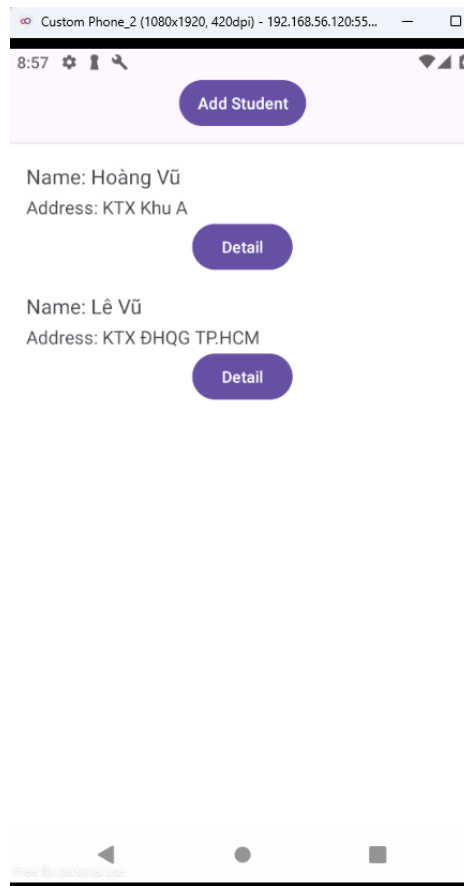 Custom Phone_2 (1080x1920, 420dpi) - 192.168.56.120:55...
8:57
Add Student
Name: Hoàng Vũ
Address: KTX Khu A
Detail
Name: Lê Vũ
Address: KTX ĐHQG TP.HCM
Detail
Free for personal use